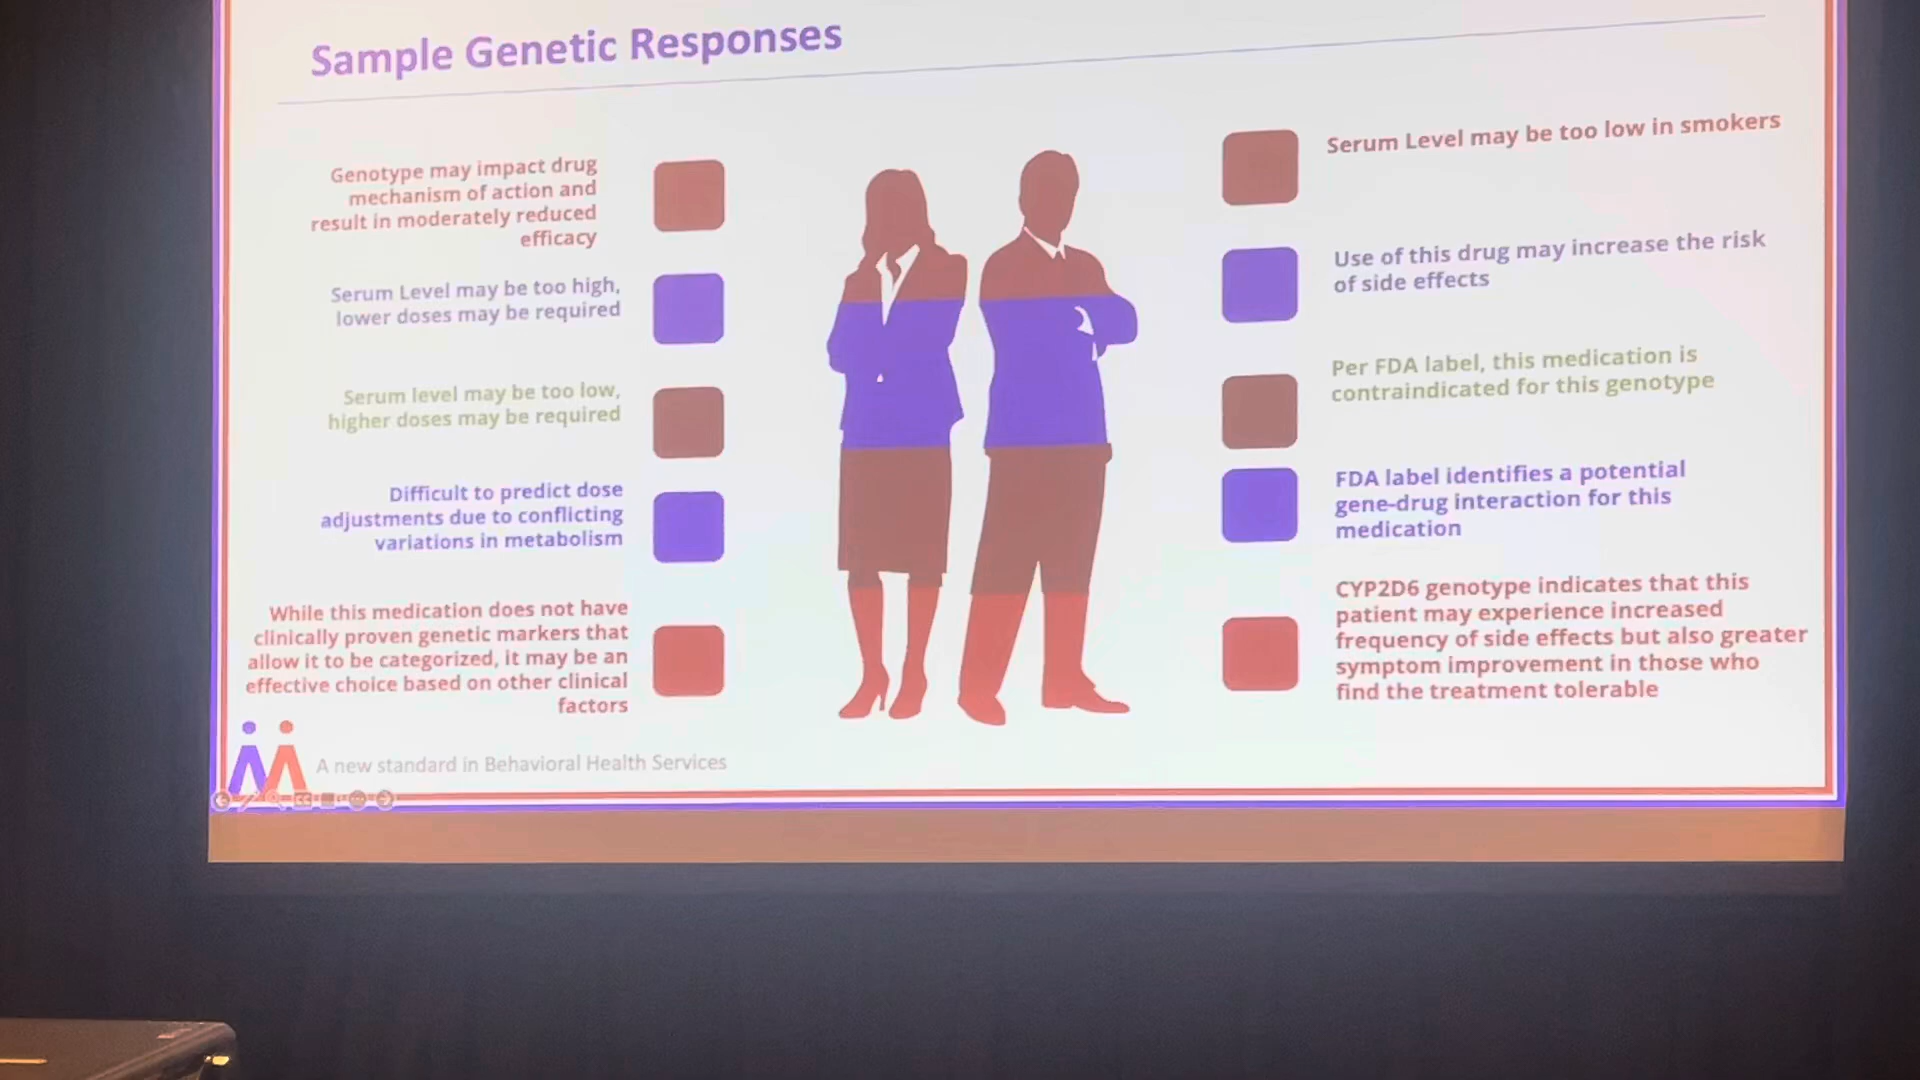 Sample Genetic Responses
Genotype may impact drug
mechanism of action and
result in moderately reduced
efficacy
Serum Level may be too high,
lower doses may be required
Serum level may be too low,
higher doses may be required
Difficult to predict dose
adjustments due to conflicting
variations in metabolism
While this medication does not have
clinically proven genetic markers that
allow it to be categorized, it may be an
effective choice based on other clinical
factors
Serum Level may be too low in smokers
Use of this drug may increase the risk
of side effects
Per FDA label, this medication is
contraindicated for this genotype
FDA label identifies a potential
gene-drug interaction for this
medication
CYP2D6 genotype indicates that this
patient may experience increased
frequency of side effects but also greater
symptom improvement in those who
find the treatment tolerable
A new standard in Behavioral Health Services